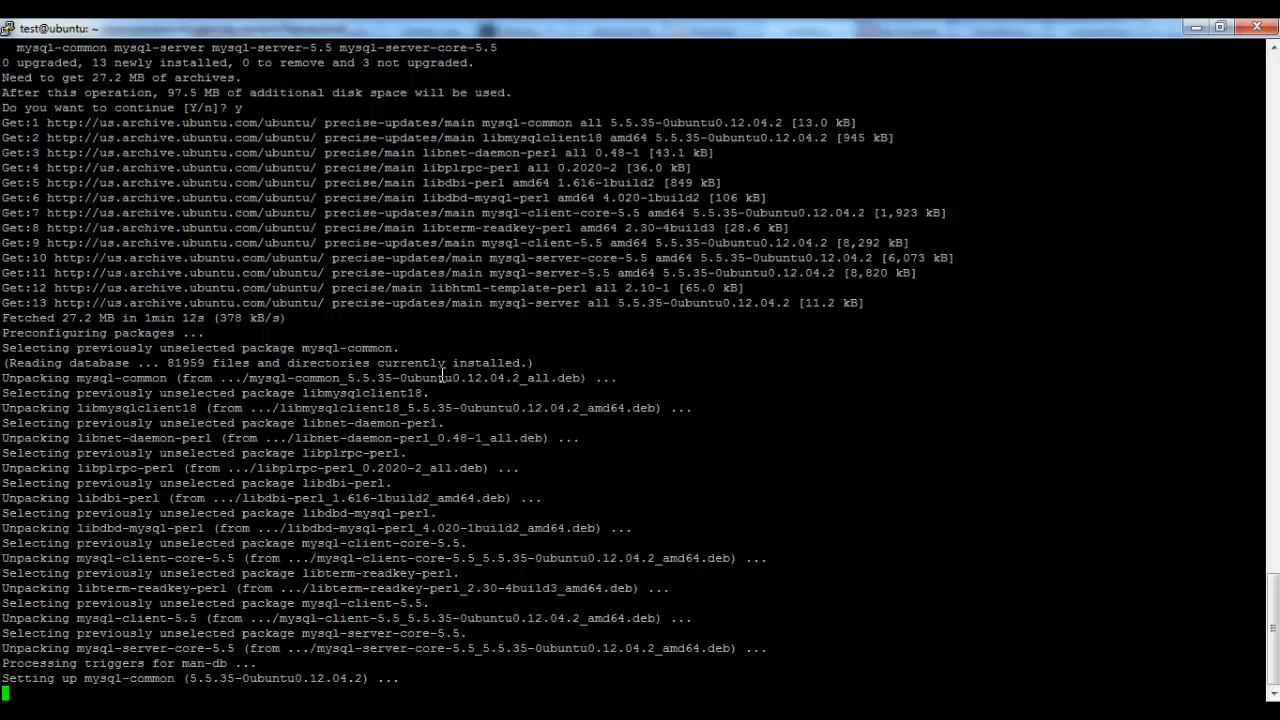 test@ubuntu: ~
mysql-common mysql-server mysql-server-5.5 mysql-server-core-5.5
0 upgraded, 13 newly installed, 0 to remove and 3 not upgraded.
Need to get 27.2 MB of archives.
After this operation, 97.5 MB of additional disk space will be used.
Do you want to continue [Y/n]? y
Get:1 http://us.archive.ubuntu.com/ubuntu/ precise-updates/main mysql-common all 5.5.35-0ubuntu0.12.04.2 [13.0 kB]
Get:2 http://us.archive.ubuntu.com/ubuntu/ precise-updates/main libmysqlclient18 amd64 5.5.35-0ubuntu0.12.04.2 [945 kB]
Get:3 http://us.archive.ubuntu.com/ubuntu/ precise/main libnet-daemon-perl all 0.48-1 [43.1 kB]
Get:4 http://us.archive.ubuntu.com/ubuntu/ precise/main libplrpc-perl all 0.2020-2 [36.0 kB]
Get:5 http://us.archive.ubuntu.com/ubuntu/ precise/main libdbi-perl amd64 1.616-1build2 [849 kB]
Get:6 http://us.archive.ubuntu.com/ubuntu/ precise/main libdbd-mysql-perl amd64 4.020-1build2 [106 kB]
Get:7 http://us.archive.ubuntu.com/ubuntu/ precise-updates/main mysql-client-core-5.5 amd64 5.5.35-0ubuntu0.12.04.2 [1,923 kB]
Get:8 http://us.archive.ubuntu.com/ubuntu/ precise/main libterm-readkey-perl amd64 2.30-4build3 [28.6 kB]
Get:9 http://us.archive.ubuntu.com/ubuntu/ precise-updates/main mysql-client-5.5 amd64 5.5.35-0ubuntu0.12.04.2 [8,292 kB]
Get:10 http://us.archive.ubuntu.com/ubuntu/ precise-updates/main mysql-server-core-5.5 amd64 5.5.35-0ubuntu0.12.04.2 [6,073 kB]
Get:11 http://us.archive.ubuntu.com/ubuntu/ precise-updates/main mysql-server-5.5 amd64 5.5.35-0ubuntu0.12.04.2 [8,820 kB]
Get:12 http://us.archive.ubuntu.com/ubuntu/ precise/main libhtml-template-perl all 2.10-1 [65.0 kB]
Get:13 http://us.archive.ubuntu.com/ubuntu/ precise-updates/main mysql-server all 5.5.35-0ubuntu0.12.04.2 [11.2 kB]
Fetched 27.2 MB in 1min 12s (378 kB/s)
Preconfiguring packages ...
Selecting previously unselected package mysql-common.
(Reading database ... 81959 files and directories currently installed.)
Unpacking mysql-common (from .../mysql-common_5.5.35-0ubuntu0.12.04.2_all.deb) ...
Selecting previously unselected package libmysqlclient18.
Unpacking libmysqlclient18 (from .../libmysqlclient18_5.5.35-0ubuntu0.12.04.2_amd64.deb) ...
Selecting previously unselected package libnet-daemon-perl.
Unpacking libnet-daemon-perl (from .../libnet-daemon-perl_0.48-1_all.deb) ...
Selecting previously unselected package libplrpc-perl.
Unpacking libplrpc-perl (from .../libplrpc-perl_0.2020-2_all.deb) ...
Selecting previously unselected package libdbi-perl.
Unpacking libdbi-perl (from .../libdbi-perl_1.616-1build2_amd64.deb) ...
Selecting previously unselected package libdbd-mysql-perl.
Unpacking libdbd-mysql-perl (from .../libdbd-mysql-perl_4.020-1build2_amd64.deb) ...
Selecting previously unselected package mysql-client-core-5.5.
Unpacking mysql-client-core-5.5 (from .../mysql-client-core-5.5_5.5.35-0ubuntu0.12.04.2_amd64.deb) ...
Selecting previously unselected package libterm-readkey-perl.
Unpacking libterm-readkey-perl (from .../libterm-readkey-perl_2.30-4build3_amd64.deb) ...
Selecting previously unselected package mysql-client-5.5.
Unpacking mysql-client-5.5 (from .../mysql-client-5.5_5.5.35-0ubuntu0.12.04.2_amd64.deb) ...
Selecting previously unselected package mysql-server-core-5.5.
Unpacking mysql-server-core-5.5 (from .../mysql-server-core-5.5_5.5.35-0ubuntu0.12.04.2_amd64.deb) ...
Processing triggers for man-db ...
Setting up mysql-common (5.5.35-0ubuntu0.12.04.2) ...